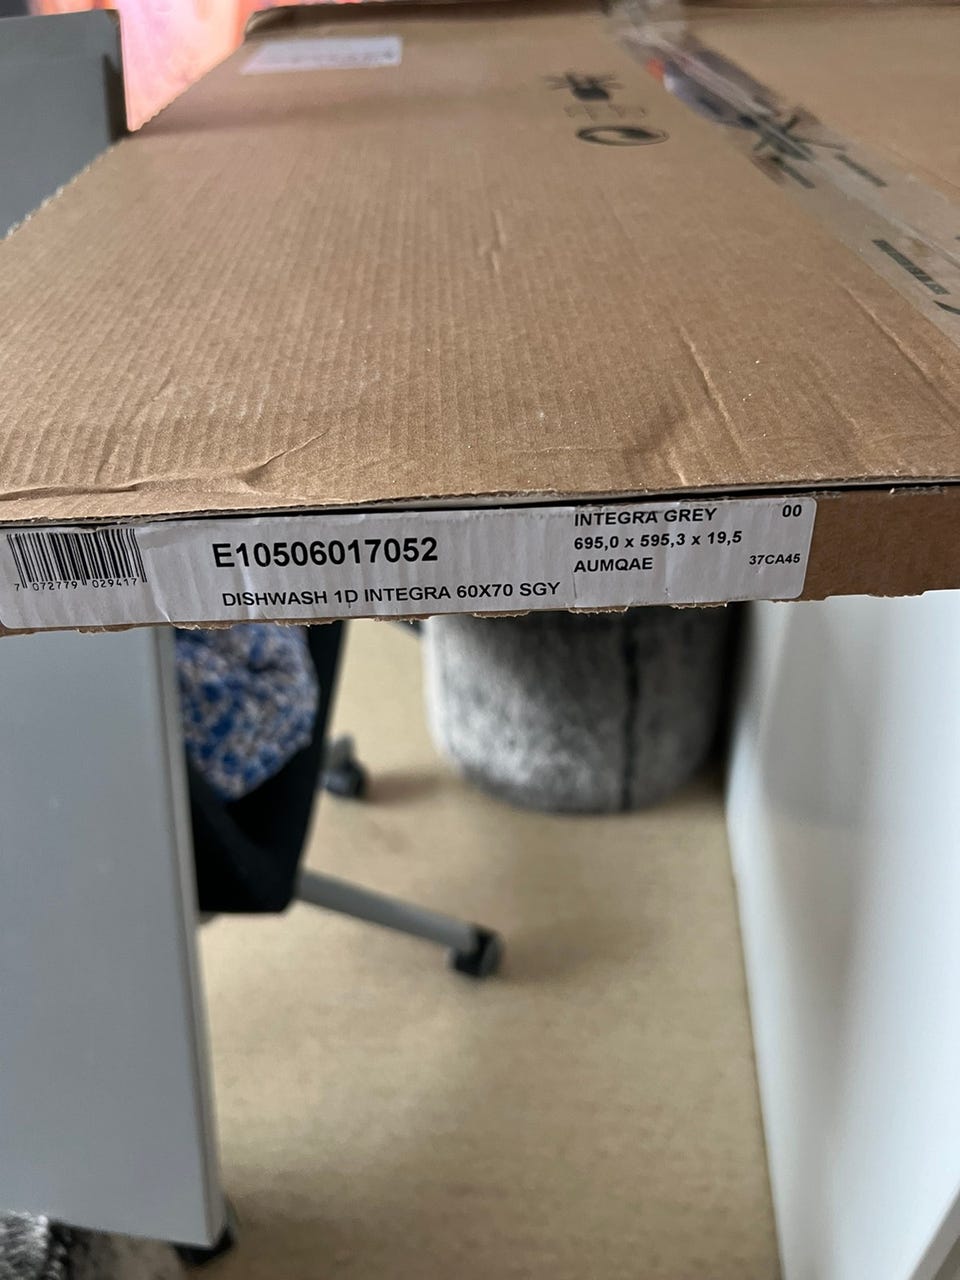 E10506017052
DISHWASH 1D INTEGRA 60X70 SGY
7 072779 029417
INTEGRA GREY 00
695,0 x 595,3 x 19,5
AUMQAE 37CA45